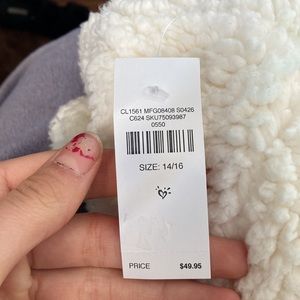 CL1561 MFG08408 S0426
C624 SKU75093987
0550
SIZE: 14/16
PRICE $49.95